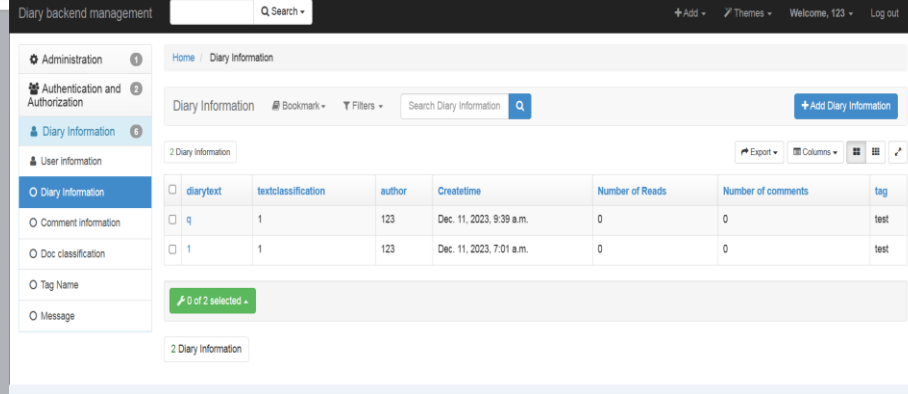 Diary backend management Search Add Themes Welcome, 123 Log out
Administration 1
Authentication and Authorization 2
Diary Information 6
User information
Diary Information
Comment information
Doc classification
Tag Name
Message
Home / Diary Information
Diary Information Bookmark Filters Search Diary Information + Add Diary Information
2 Diary Information Export Columns
diarytext textclassification author Createtime Number of Reads Number of comments tag
q 1 123 Dec. 11, 2023, 9:39 a.m. 0 0 test
1 1 123 Dec. 11, 2023, 7:01 a.m. 0 0 test
0 of 2 selected
2 Diary Information